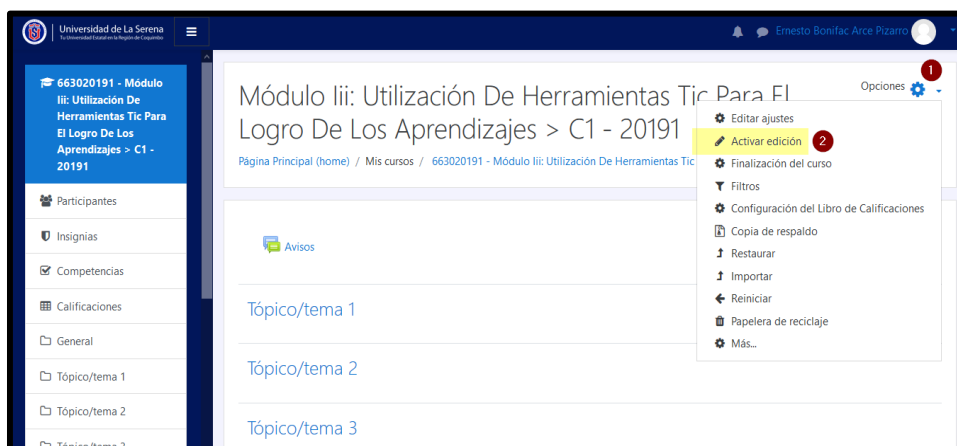 Universidad de La Serena
Tu Universidad Estatal en la Región de Coquimbo
Ernesto Bonifac Arce Pizarro
663020191 - Módulo
Iii: Utilización De
Herramientas Tic Para
El Logro De Los
Aprendizajes > C1 -
20191
Participantes
Insignias
Competencias
Calificaciones
General
Tópico/tema 1
Tópico/tema 2
Tópico/tema 3
Módulo Iii: Utilización De Herramientas Tic Para El
Logro De Los Aprendizajes > C1 - 20191
Página Principal (home) / Mis cursos / 663020191 - Módulo Iii: Utilización De Herramientas Tic
1
Opciones
Editar ajustes
Activar edición 2
Finalización del curso
Filtros
Configuración del Libro de Calificaciones
Copia de respaldo
Restaurar
Importar
Reiniciar
Papelera de reciclaje
Más...
Avisos
Tópico/tema 1
Tópico/tema 2
Tópico/tema 3